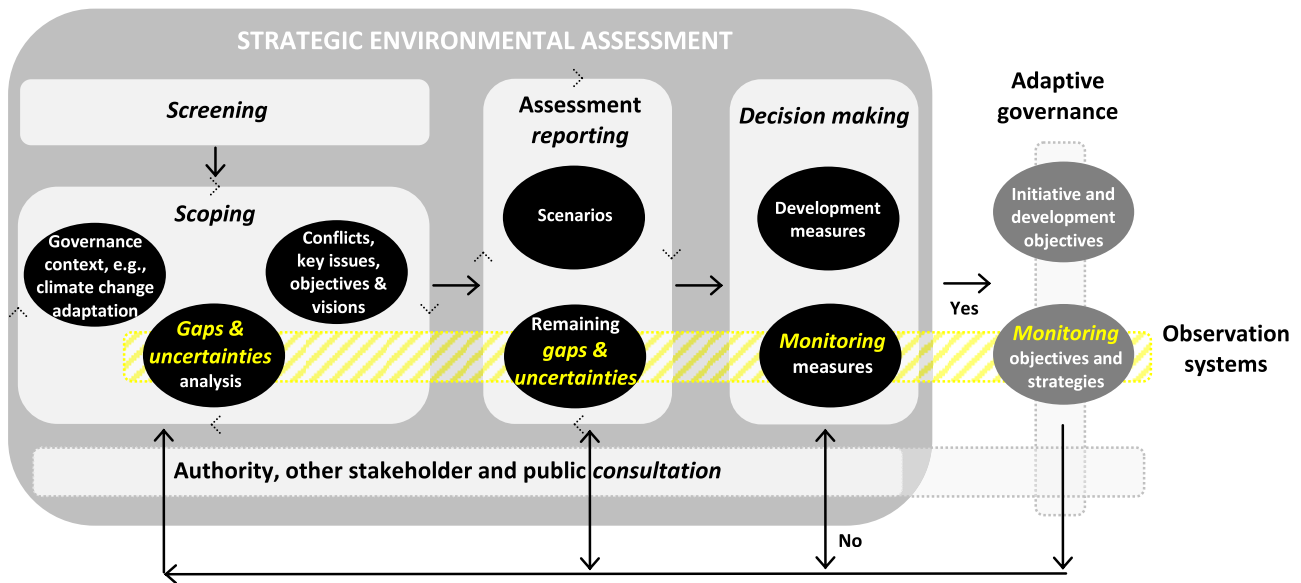 STRATEGIC ENVIRONMENTAL ASSESSMENT
Screening
Scoping
Governance
context, e.g.,
climate change
adaptation
Conflicts,
key issues,
objectives &
visions
Gaps &
uncertainties
analysis
Assessment
reporting
Scenarios
Remaining
gaps &
uncertainties
Decision making
Development
measures
Monitoring
measures
Yes
Adaptive
governance
Initiative and
development
objectives
Monitoring
objectives and
strategies
Observation
systems
Authority, other stakeholder and public consultation
No